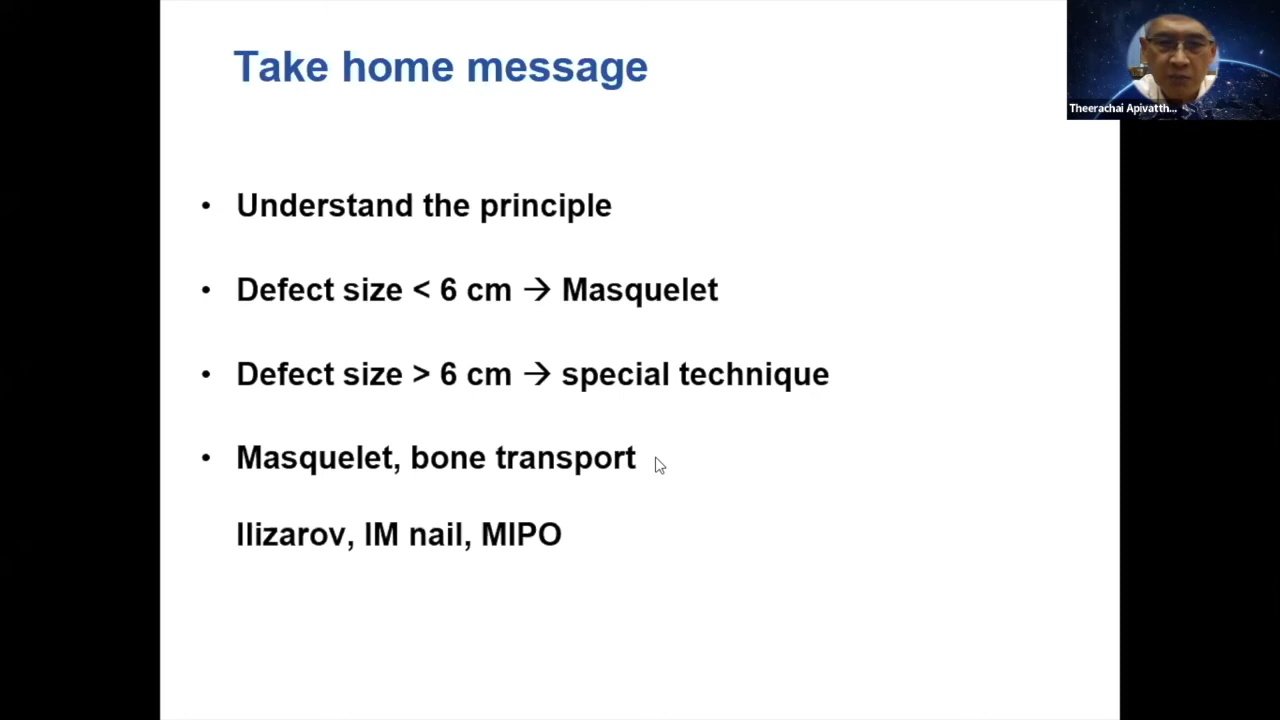 Take home message
Theerachai Apivatth...
• Understand the principle
• Defect size < 6 cm → Masquelet
• Defect size > 6 cm → special technique
• Masquelet, bone transport
Ilizarov, IM nail, MIPO